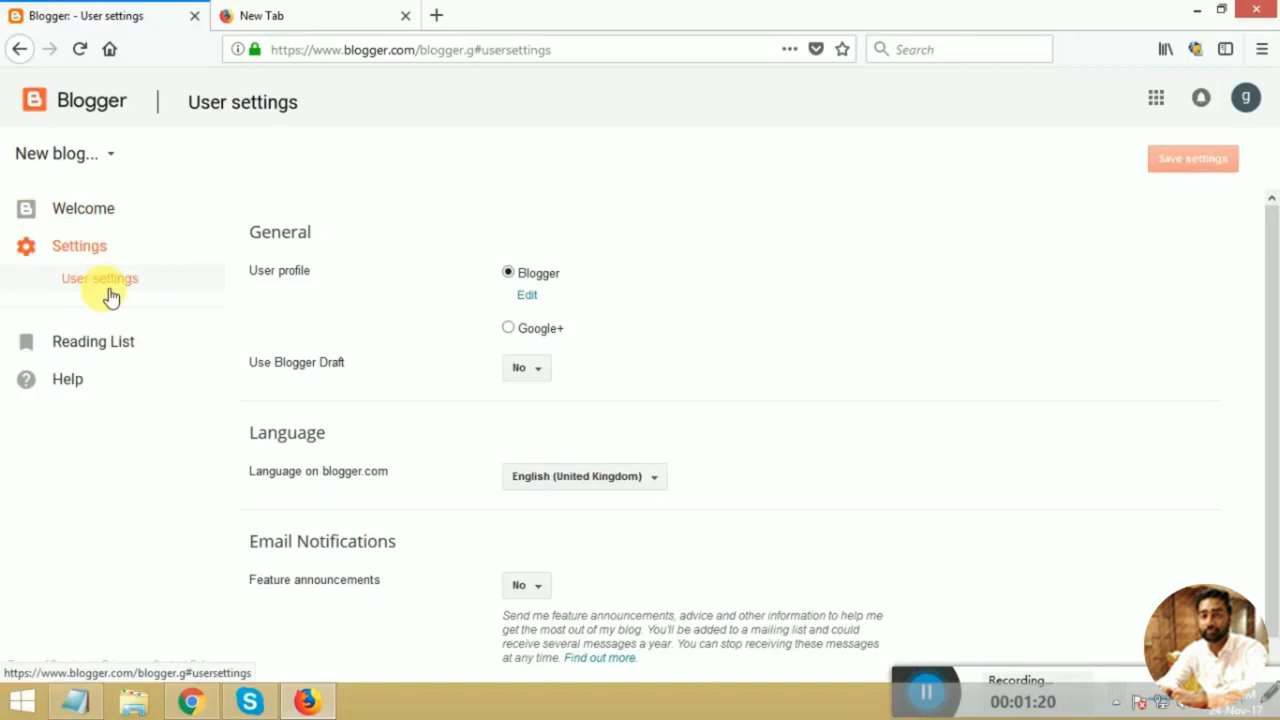 Blogger: - User settings
New Tab
https://www.blogger.com/blogger.g#usersettings
Search
Blogger
User settings
g
New blog...
Save settings
Welcome
Settings
User settings
Reading List
Help
General
User profile
Blogger
Edit
Google+
Use Blogger Draft
No
Language
Language on blogger.com
English (United Kingdom)
Email Notifications
Feature announcements
No
Send me feature announcements, advice and other information to help me
get the most out of my blog. You'll be added to a mailing list and could
receive several messages a year. You can stop receiving these messages
at any time. Find out more.
https://www.blogger.com/blogger.g#usersettings
Recording...
00:01:20
24-Nov-17